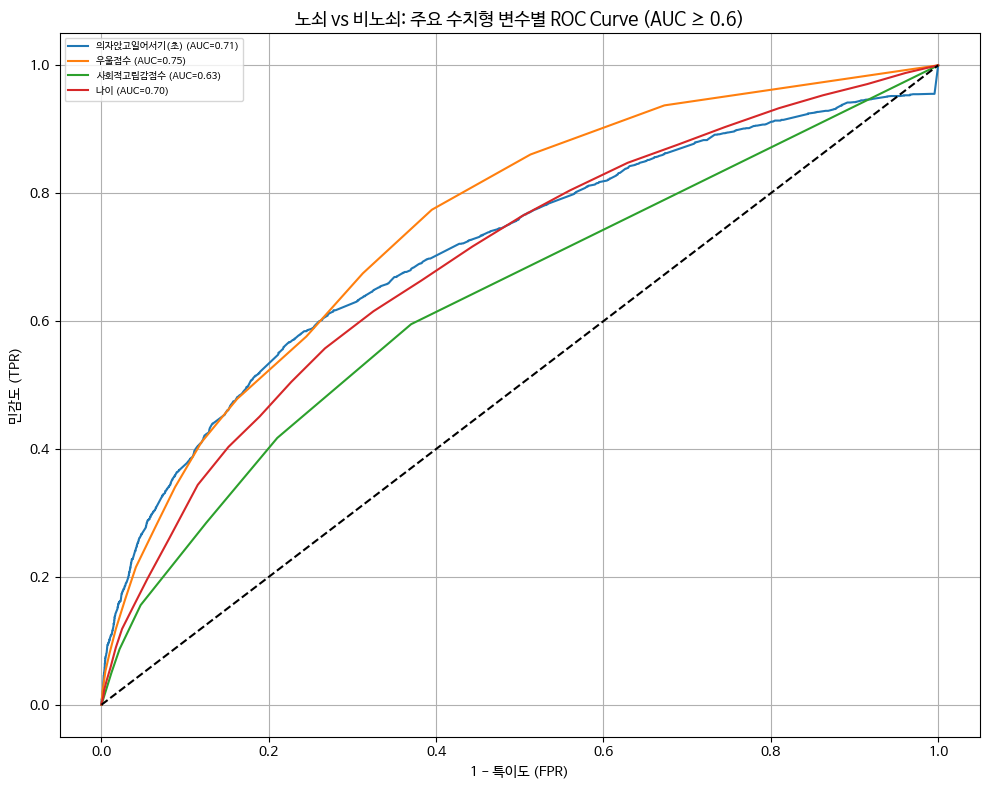 노쇠 vs 비노쇠: 주요 수치형 변수별 ROC Curve (AUC ≥ 0.6)
의자앉고일어서기(초) (AUC=0.71)
우울점수 (AUC=0.75)
사회적고립감점수 (AUC=0.63)
나이 (AUC=0.70)
1.0
0.8
0.6
0.4
0.2
0.0
민감도 (TPR)
0.0 0.2 0.4 0.6 0.8 1.0
1 - 특이도 (FPR)